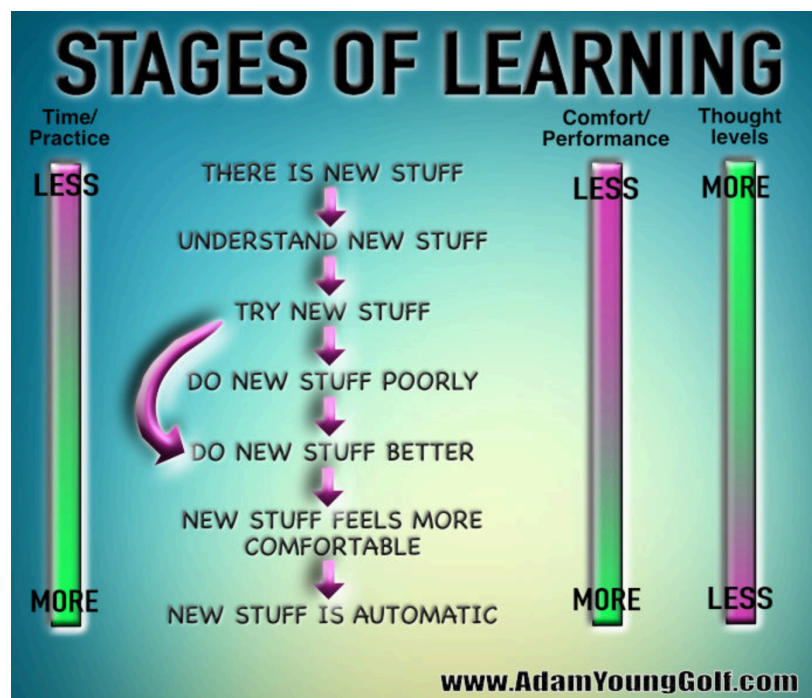 STAGES OF LEARNING
Time/
Practice
Comfort/
Performance
Thought
levels
LESS
LESS
MORE
THERE IS NEW STUFF
UNDERSTAND NEW STUFF
TRY NEW STUFF
DO NEW STUFF POORLY
DO NEW STUFF BETTER
NEW STUFF FEELS MORE
COMFORTABLE
NEW STUFF IS AUTOMATIC
MORE
MORE
LESS
www.AdamYoungGolf.com